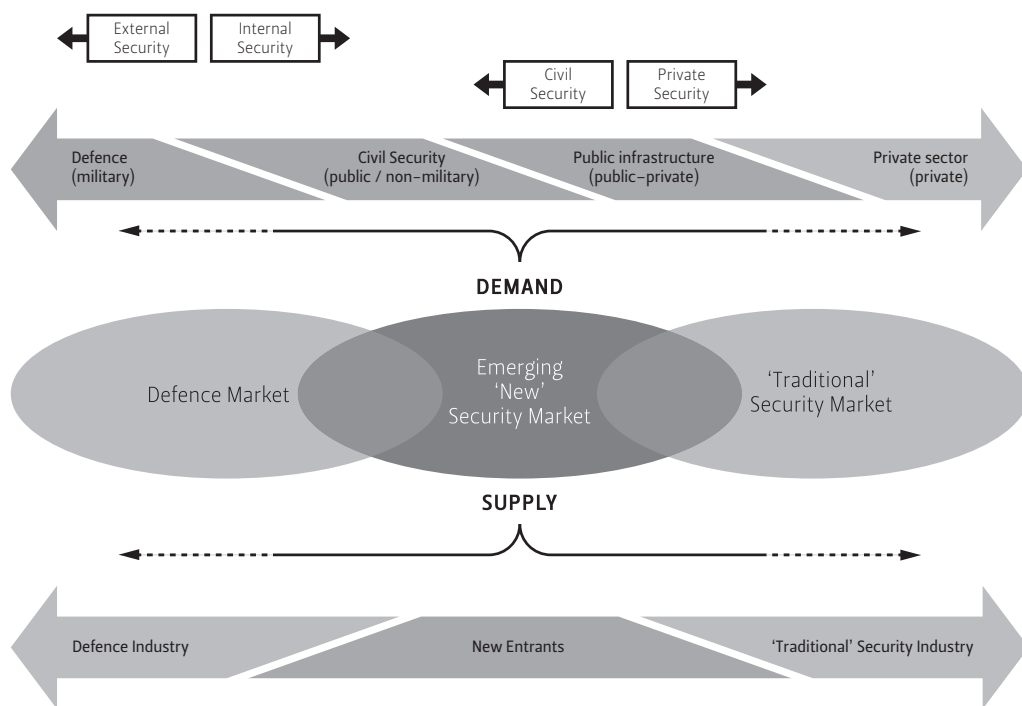 External
Security
Internal
Security
Civil
Security
Private
Security
Defence
(military)
Civil Security
(public / non–military)
Public infrastructure
(public–private)
Private sector
(private)
DEMAND
Defence Market
Emerging
‘New’
Security Market
‘Traditional’
Security Market
SUPPLY
Defence Industry
New Entrants
‘Traditional’ Security Industry